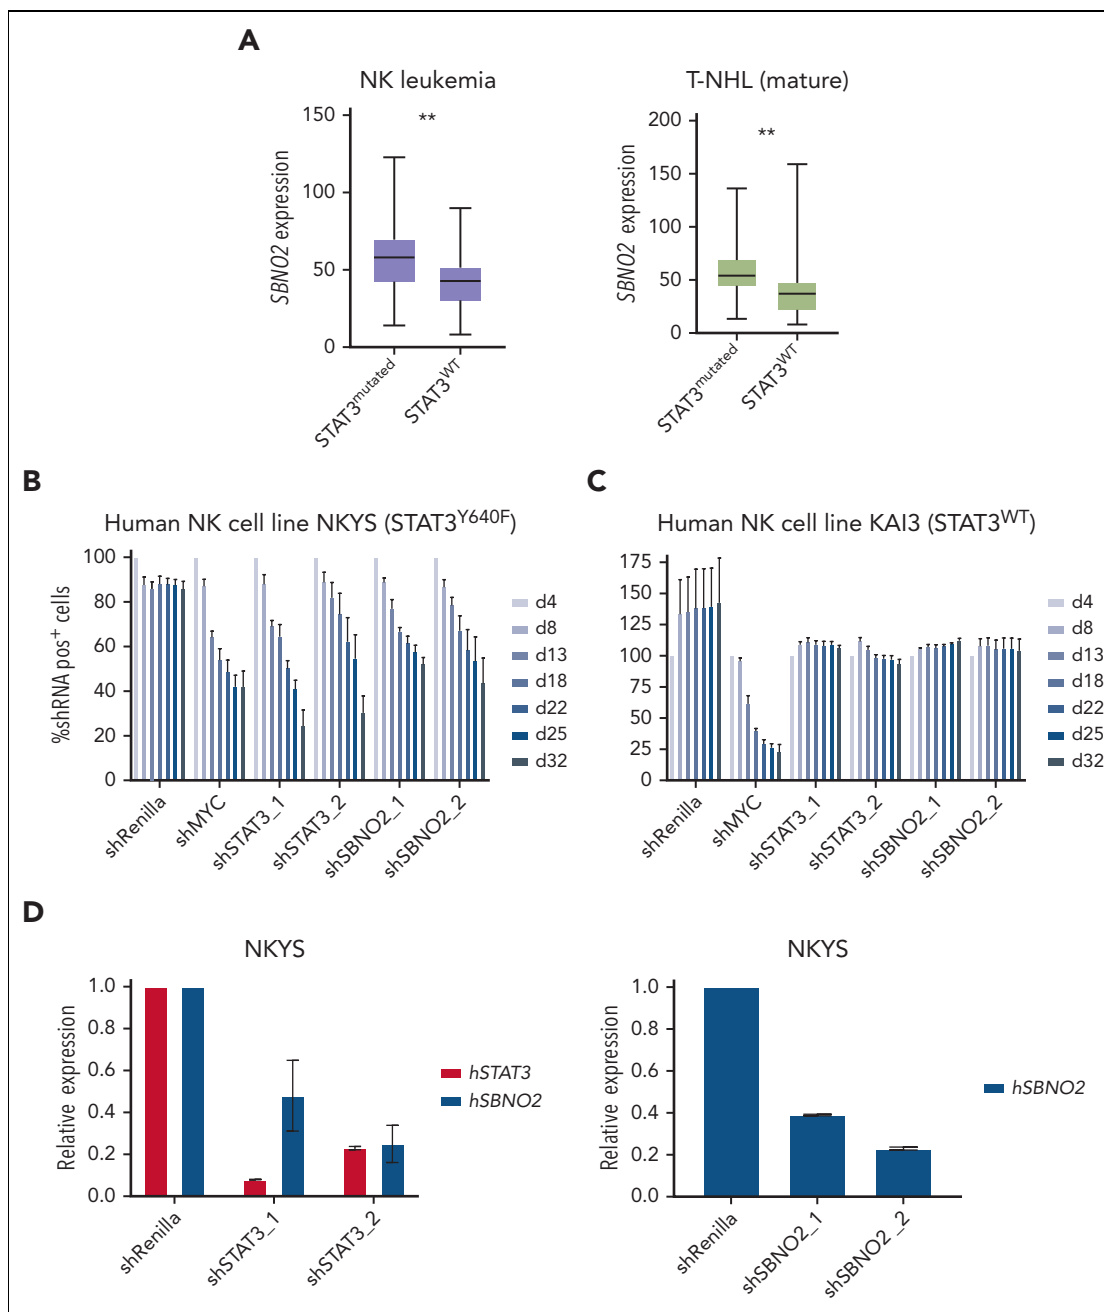 A
NK leukemia
T-NHL (mature)
SBNO2 expression
150
100
50
0
**
STAT3mutated
STAT3WT
SBNO2 expression
200
150
100
50
0
**
STAT3mutated
STAT3WT
B
Human NK cell line NKYS (STAT3Y640F)
%shRNA pos+ cells
100
80
60
40
20
0
shRenilla
shMYC
shSTAT3_1
shSTAT3_2
shSBNO2_1
shSBNO2_2
d4
d8
d13
d18
d22
d25
d32
C
Human NK cell line KAI3 (STAT3WT)
175
150
125
100
75
50
25
0
shRenilla
shMYC
shSTAT3_1
shSTAT3_2
shSBNO2_1
shSBNO2_2
d4
d8
d13
d18
d22
d25
d32
D
NKYS
Relative expression
1.0
0.8
0.6
0.4
0.2
0.0
shRenilla
shSTAT3_1
shSTAT3_2
hSTAT3
hSBNO2
NKYS
Relative expression
1.0
0.8
0.6
0.4
0.2
0.0
shRenilla
shSBNO2_1
shSBNO2_2
hSBNO2